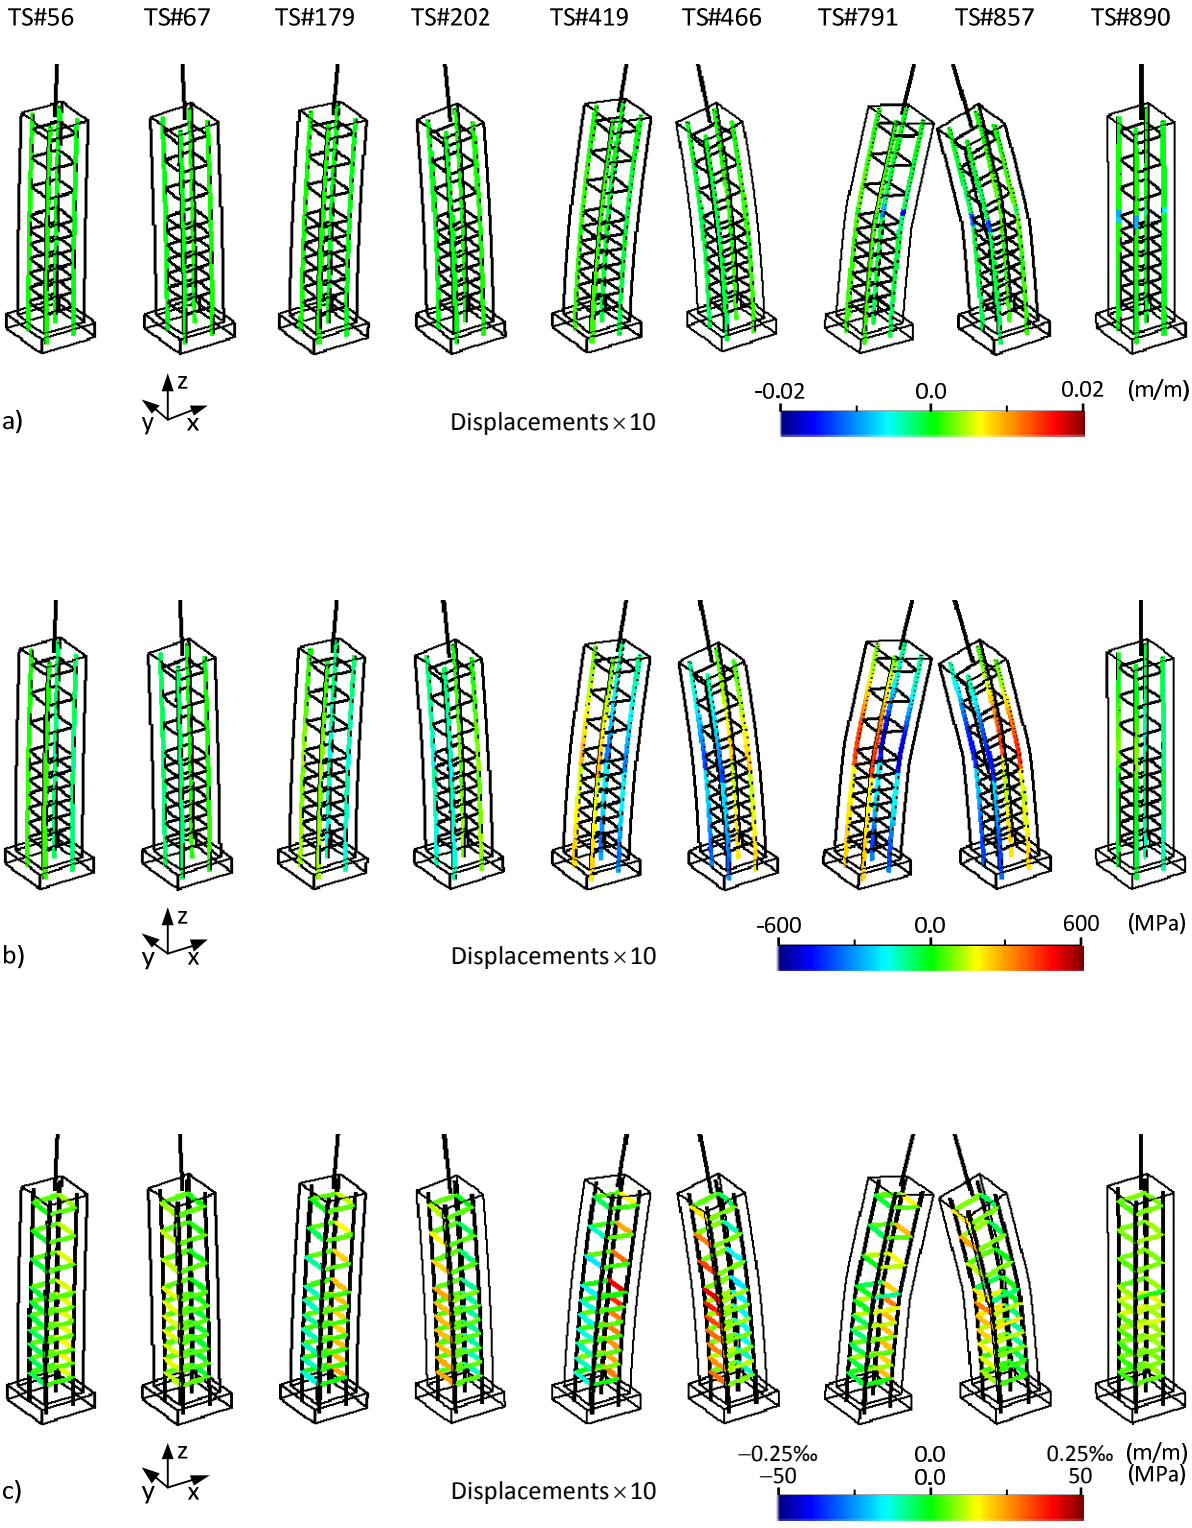 TS#56 TS#67 TS#179 TS#202 TS#419 TS#466 TS#791 TS#857 TS#890
z
y x
a)
Displacements×10
-0.02 0.0 0.02 (m/m)
z
y x
b)
Displacements×10
-600 0.0 600 (MPa)
z
y x
c)
Displacements×10
−0.25‰ 0.0 0.25‰ (m/m)
−50 0.0 50 (MPa)